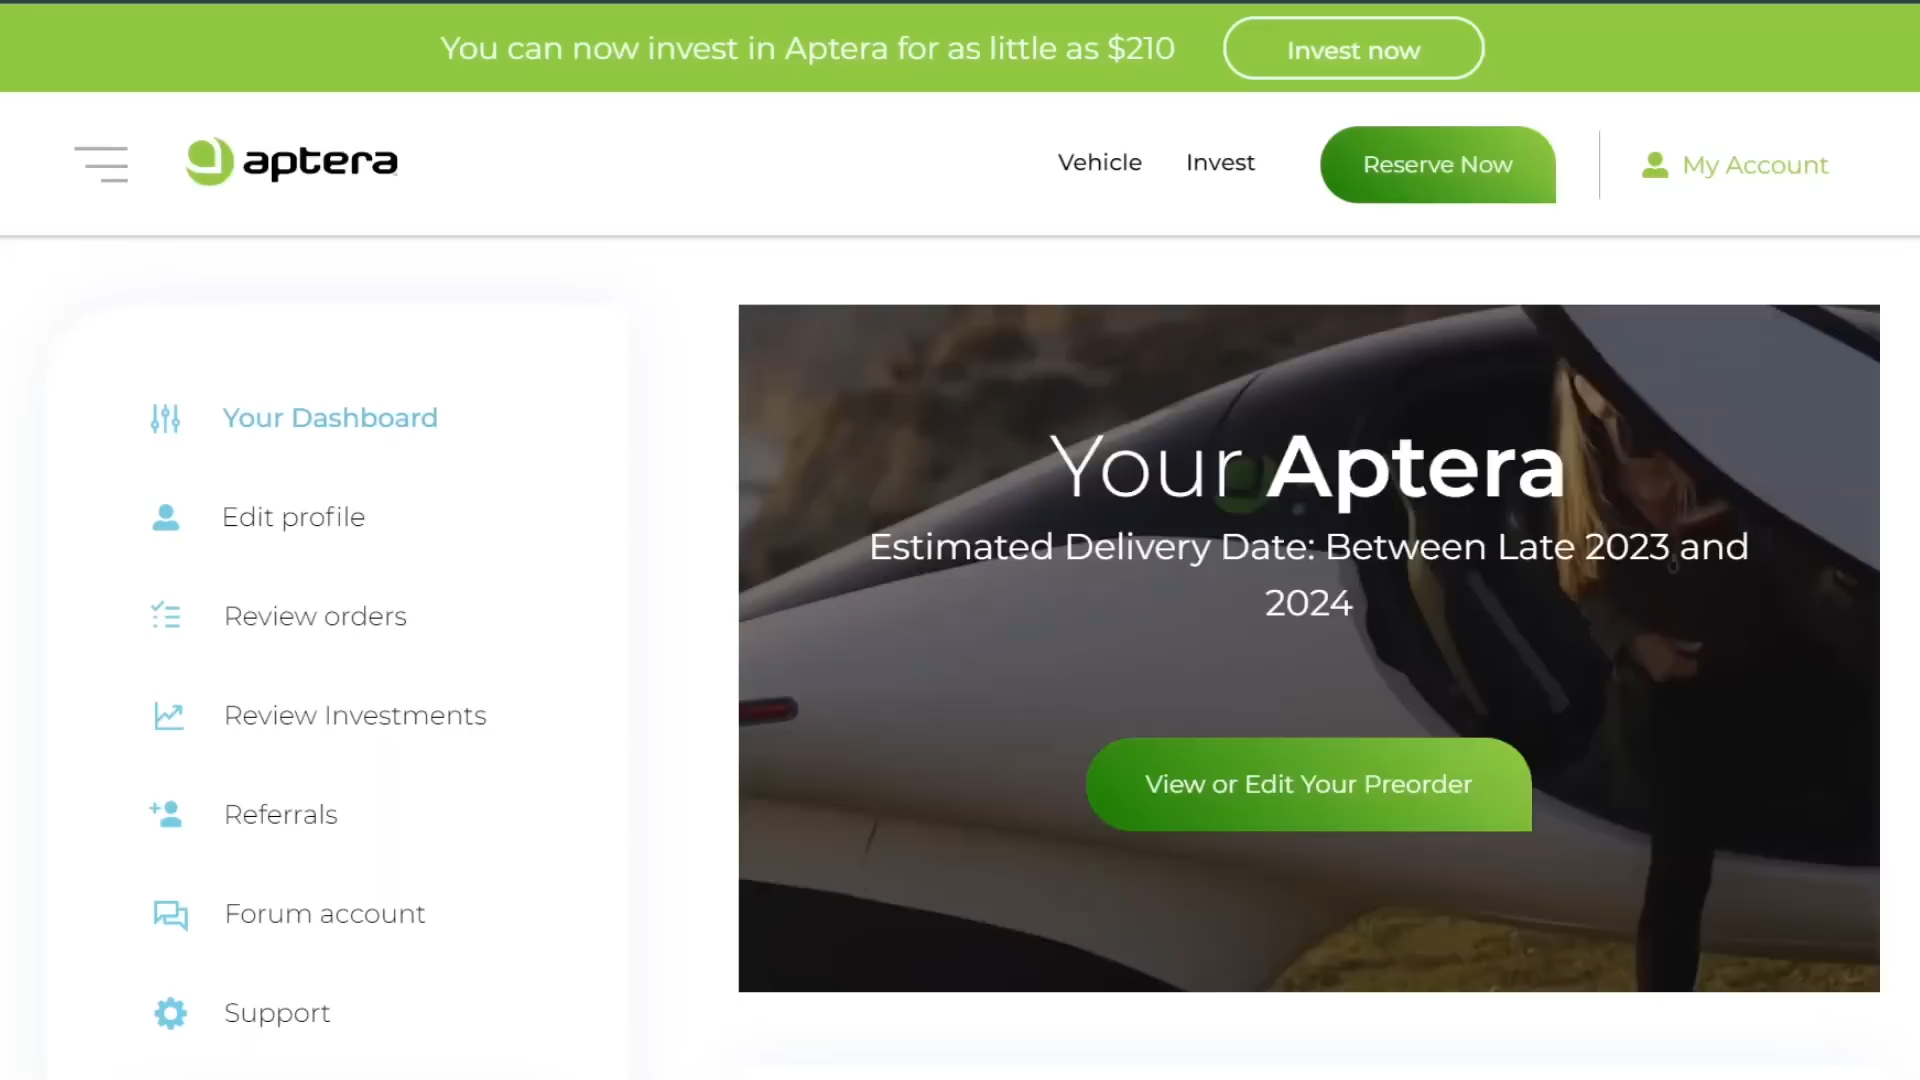 You can now invest in Aptera for as little as $210
Invest now
aptera
Vehicle
Invest
Reserve Now
My Account
Your Dashboard
Edit profile
Review orders
Review Investments
Referrals
Forum account
Support
Your Aptera
Estimated Delivery Date: Between Late 2023 and
2024
View or Edit Your Preorder